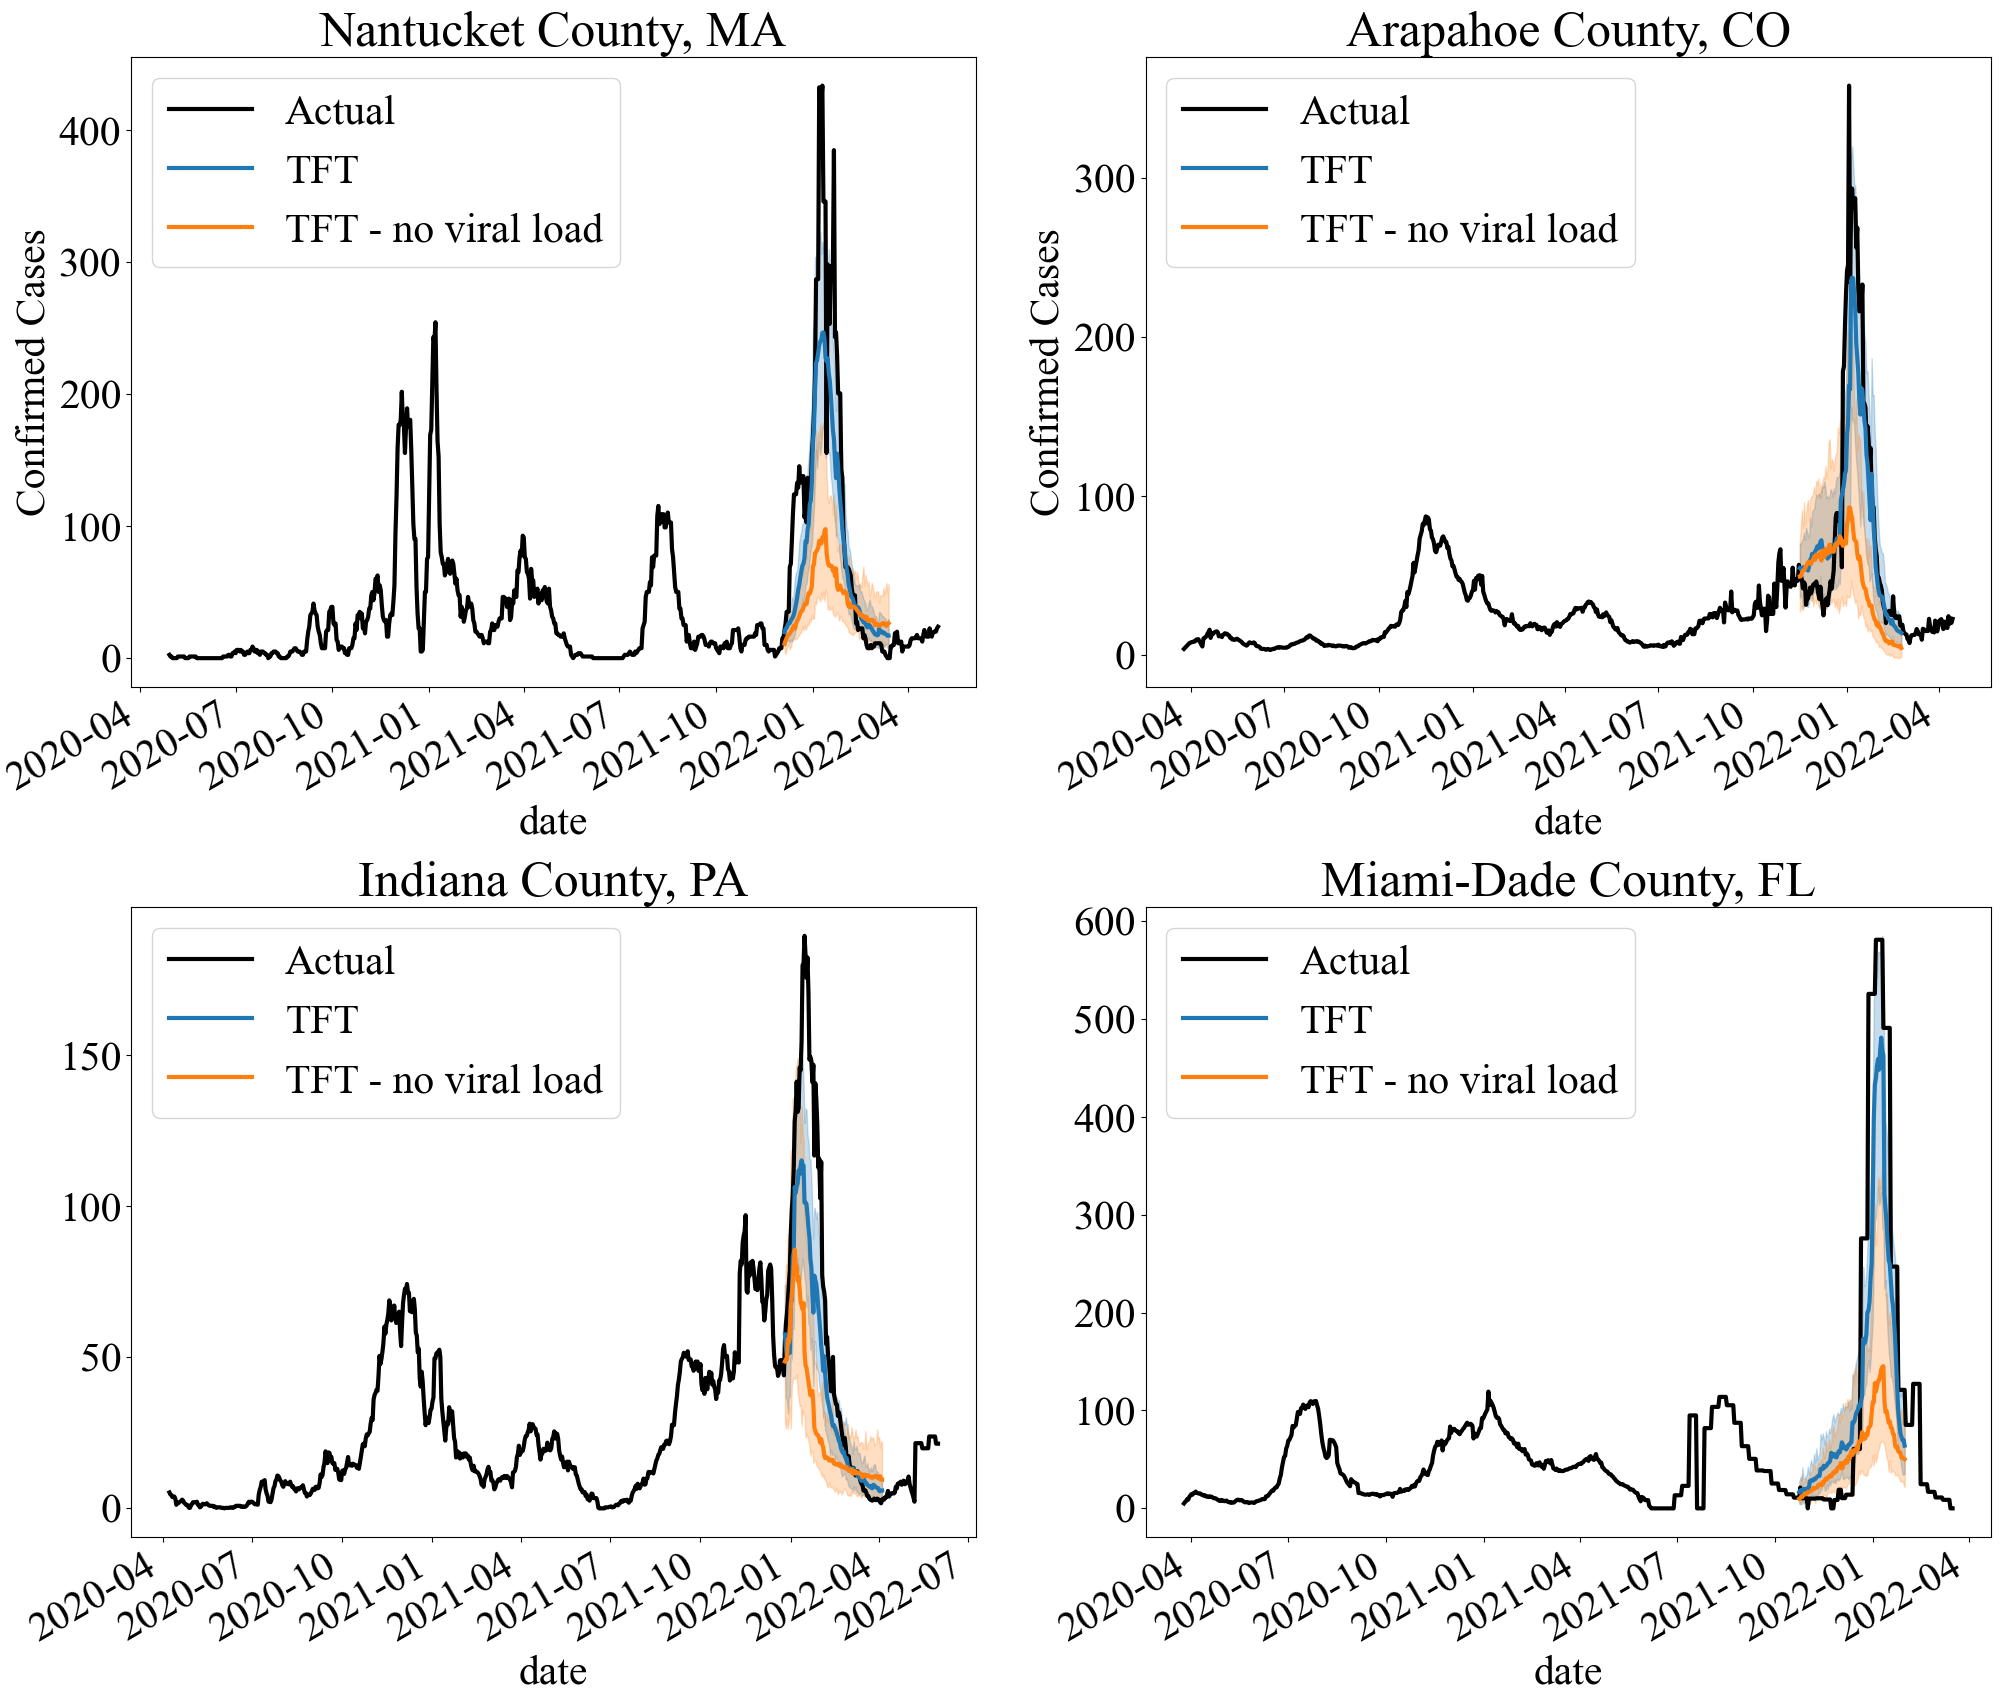 Nantucket County, MA
Confirmed Cases
400
300
200
100
0
Actual
TFT
TFT - no viral load
2020-04
2020-07
2020-10
2021-01
2021-04
2021-07
2021-10
2022-01
2022-04
date
Arapahoe County, CO
Confirmed Cases
300
200
100
0
Actual
TFT
TFT - no viral load
2020-04
2020-07
2020-10
2021-01
2021-04
2021-07
2021-10
2022-01
2022-04
date
Indiana County, PA
150
100
50
0
Actual
TFT
TFT - no viral load
2020-04
2020-07
2020-10
2021-01
2021-04
2021-07
2021-10
2022-01
2022-04
2022-07
date
Miami-Dade County, FL
600
500
400
300
200
100
0
Actual
TFT
TFT - no viral load
2020-04
2020-07
2020-10
2021-01
2021-04
2021-07
2021-10
2022-01
2022-04
date